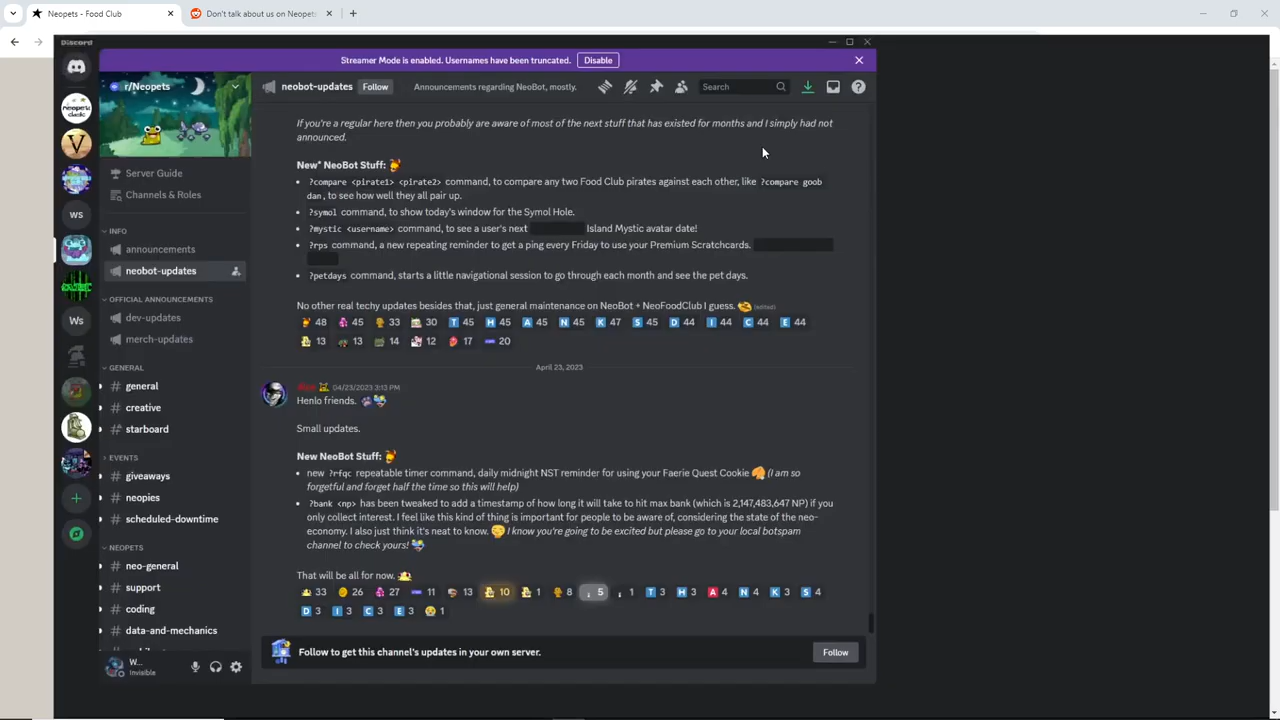 Neopets - Food Club
Don't talk about us on Neopets
Discord
Streamer Mode is enabled. Usernames have been truncated.
Disable
r/Neopets
neobot-updates
Follow
Announcements regarding NeoBot, mostly.
Search
If you're a regular here then you probably are aware of most of the next stuff that has existed for months and I simply had not
announced.
Server Guide
Channels & Roles
New* NeoBot Stuff:
?compare <pirate1> <pirate2> command, to compare any two Food Club pirates against each other, like ?compare goob
dan, to see how well they all pair up.
?symol command, to show today's window for the Symol Hole.
?mystic <username> command, to see a user's next Island Mystic avatar date!
?rps command, a new repeating reminder to get a ping every Friday to use your Premium Scratchcards.
?petdays command, starts a little navigational session to go through each month and see the pet days.
WS
INFO
announcements
neobot-updates
OFFICIAL ANNOUNCEMENTS
dev-updates
merch-updates
No other real techy updates besides that, just general maintenance on NeoBot + NeoFoodClub I guess. (edited)
48 45 33 30 T 45 H 45 A 45 N 45 K 47 S 45 D 44 I 44 C 44 E 44
13 13 14 12 17 20
Ws
GENERAL
general
creative
starboard
April 23, 2023
04/23/2023 3:13 PM
Henlo friends.
Small updates.
New NeoBot Stuff:
new ?rfqc repeatable timer command, daily midnight NST reminder for using your Faerie Quest Cookie (I am so
forgetful and forget half the time so this will help)
?bank <np> has been tweaked to add a timestamp of how long it will take to hit max bank (which is 2,147,483,647 NP) if you
only collect interest. I feel like this kind of thing is important for people to be aware of, considering the state of the neo-
economy. I also just think it's neat to know. I know you're going to be excited but please go to your local botspam
channel to check yours!
EVENTS
giveaways
neopies
scheduled-downtime
NEOPETS
neo-general
support
coding
data-and-mechanics
That will be all for now.
33 26 27 11 13 10 1 8 5 1 T 3 H 3 A 4 N 4 K 3 S 4
D 3 I 3 C 3 E 3 1
Follow to get this channel's updates in your own server.
Follow
W...
Invisible